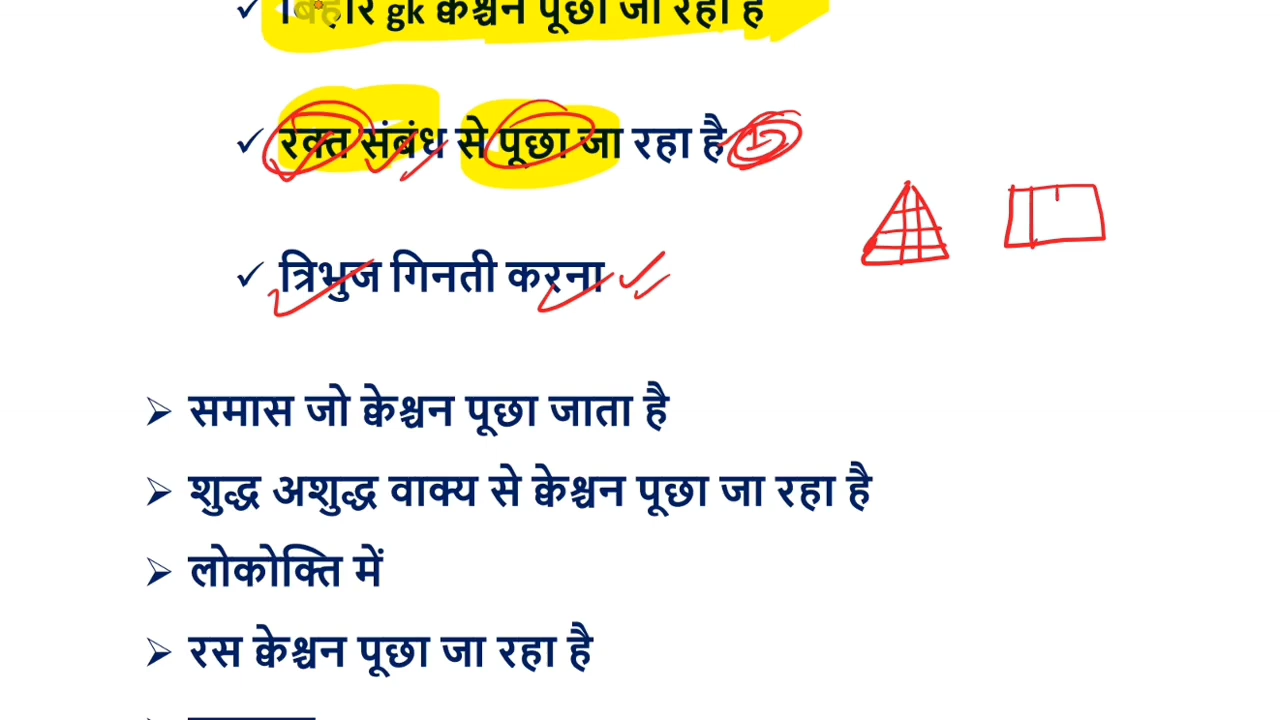 बिहार gk क्वेश्चन पूछा जा रहा है
रक्त संबंध से पूछा जा रहा है
त्रिभुज गिनती करना
समास जो क्वेश्चन पूछा जाता है
शुद्ध अशुद्ध वाक्य से क्वेश्चन पूछा जा रहा है
लोकोक्ति में
रस क्वेश्चन पूछा जा रहा है